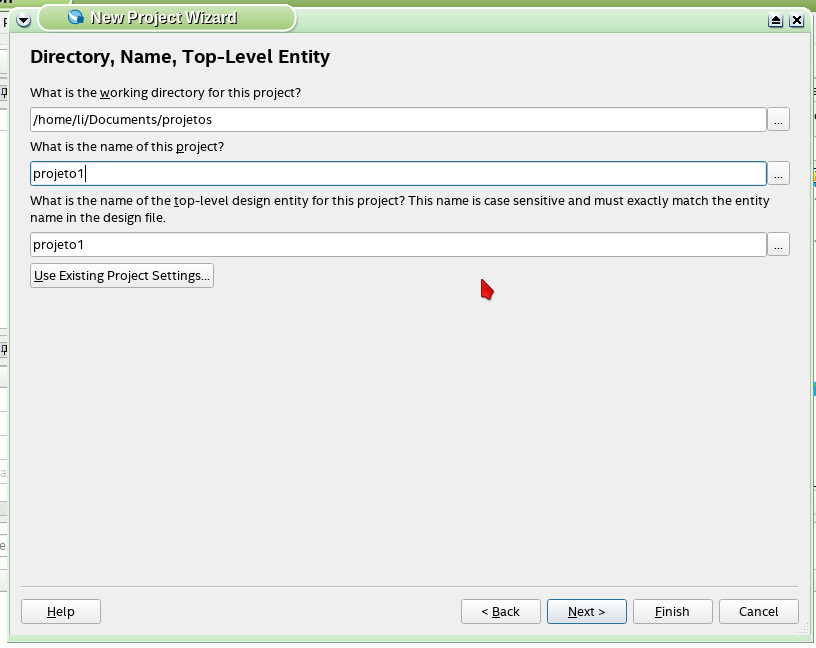 New Project Wizard
Directory, Name, Top-Level Entity
What is the working directory for this project?
/home/li/Documents/projetos
...
What is the name of this project?
projeto1
...
What is the name of the top-level design entity for this project? This name is case sensitive and must exactly match the entity
name in the design file.
projeto1
...
Use Existing Project Settings...
Help
< Back
Next >
Finish
Cancel